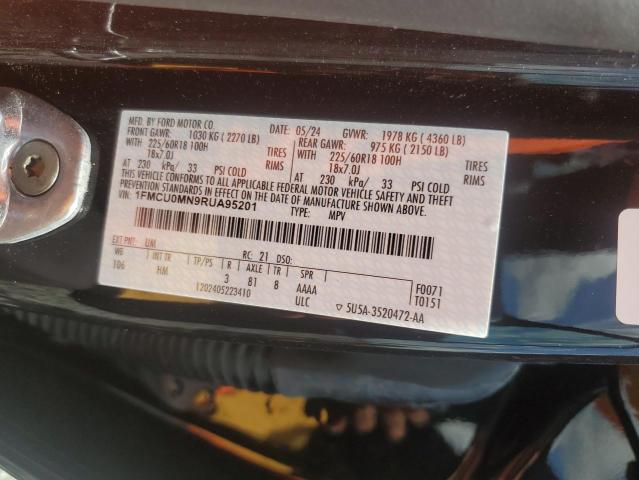 MFD. BY FORD MOTOR CO.
DATE: 05/24 GVWR: 1978 KG ( 4360 LB)
FRONT GAWR: 1030 KG ( 2270 LB) REAR GAWR: 975 KG ( 2150 LB)
WITH 225/60R18 100H TIRES WITH 225/60R18 100H TIRES
18x7.0J RIMS 18x7.0J RIMS
AT 230 kPa/ 33 PSI COLD AT 230 kPa/ 33 PSI COLD
THIS VEHICLE CONFORMS TO ALL APPLICABLE FEDERAL MOTOR VEHICLE SAFETY AND THEFT
PREVENTION STANDARDS IN EFFECT ON THE DATE OF MANUFACTURE SHOWN ABOVE.
VIN: 1FMCU0MN9RUA95201 TYPE: MPV
EXT PNT: UM RC: 21 DSO:
WB INT TR TP/PS R AXLE TR SPR
106 HM 3 81 8 AAAA
1202405223410 ULC
F0071
T0151
5U5A-3520472-AA